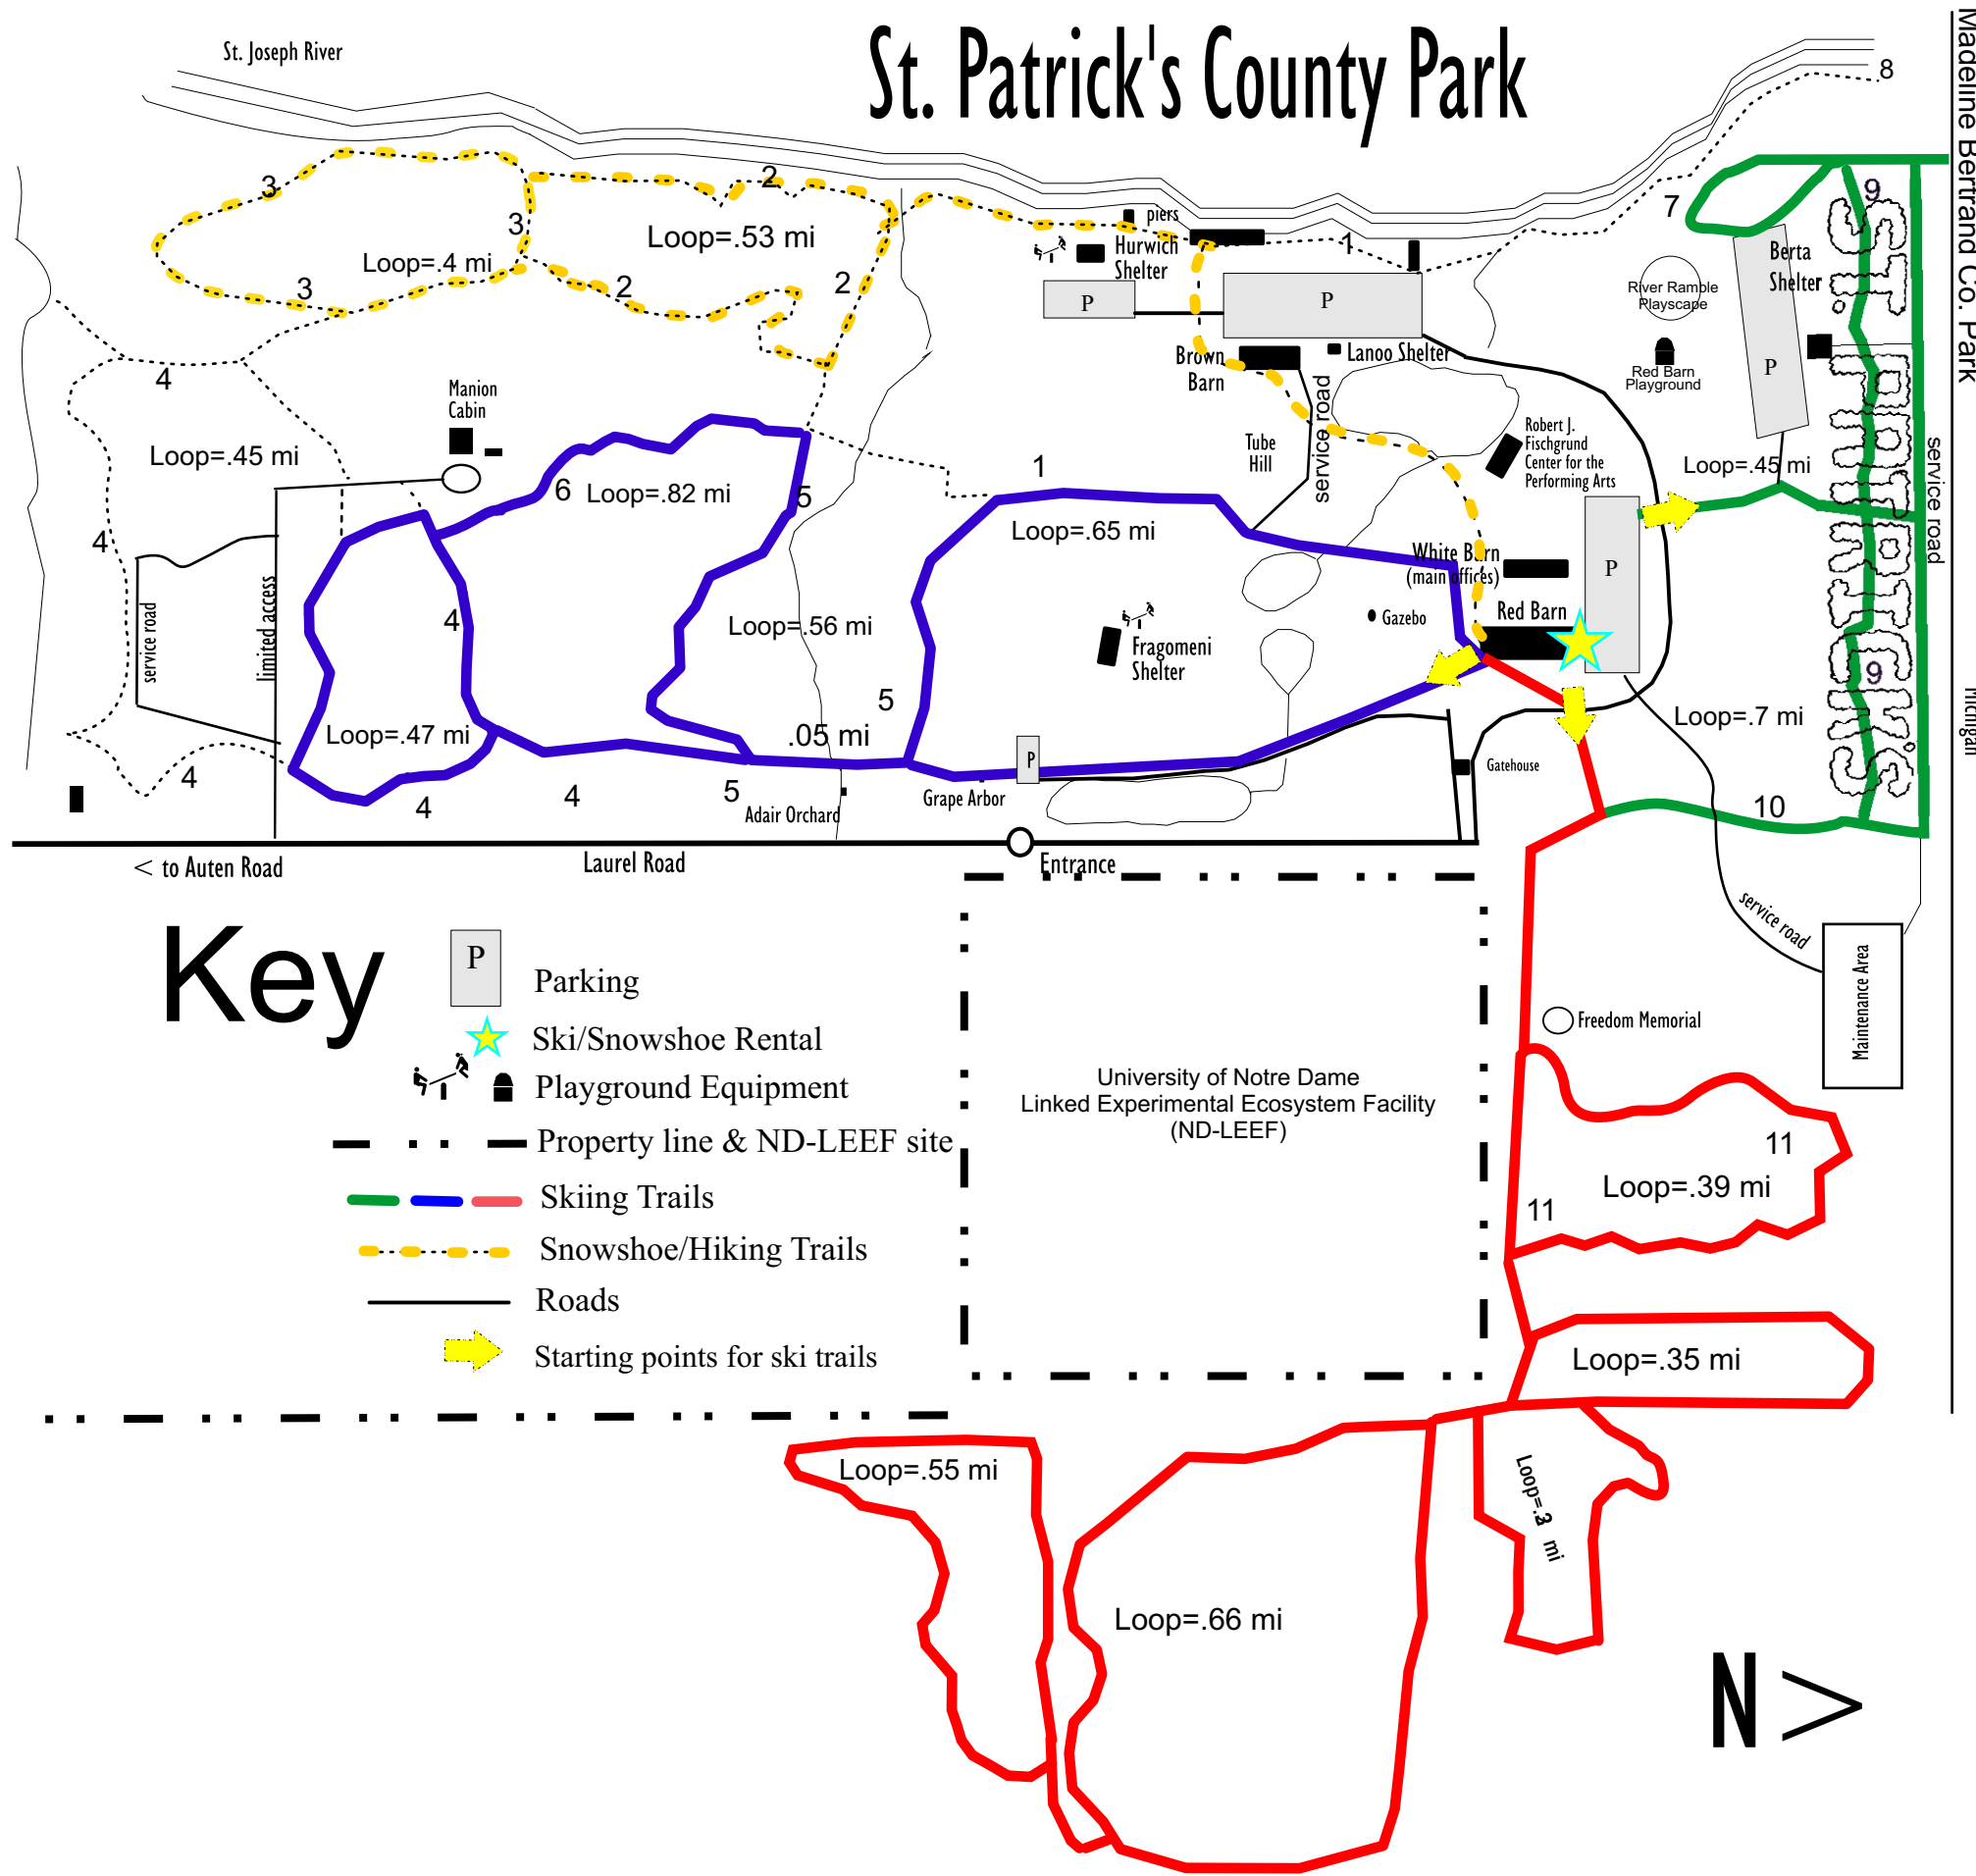 St. Patrick's County Park
St. Joseph River
Madeline Bertrand Co. Park
Michigan
8
7
9
ST. PATRICKS
9
3
3
3
Loop=.4 mi
2
Loop=.53 mi
2
2
piers
Hurwich
Shelter
1
P
P
Brown
Barn
Lanoo Shelter
River Ramble
Playscape
Red Barn
Playground
Berta
Shelter
P
4
Loop=.45 mi
4
Manion
Cabin
6
Loop=.82 mi
5
1
Loop=.65 mi
Tube
Hill
service road
Robert J.
Fischgrund
Center for the
Performing Arts
Loop=.45 mi
service road
White Barn
(main offices)
P
Red Barn
Gazebo
Fragomeni
Shelter
service road
limited access
4
Loop=.56 mi
5
Loop=.47 mi
.05 mi
Loop=.7 mi
4
4
4
5
Adair Orchard
Grape Arbor
P
Gatehouse
10
< to Auten Road
Laurel Road
Entrance
service road
Maintenance Area
Freedom Memorial
Key
P
Parking
Ski/Snowshoe Rental
Playground Equipment
Property line & ND-LEEF site
Skiing Trails
Snowshoe/Hiking Trails
Roads
Starting points for ski trails
University of Notre Dame
Linked Experimental Ecosystem Facility
(ND-LEEF)
11
Loop=.39 mi
11
Loop=.35 mi
Loop=.55 mi
Loop=.66 mi
mi
N >